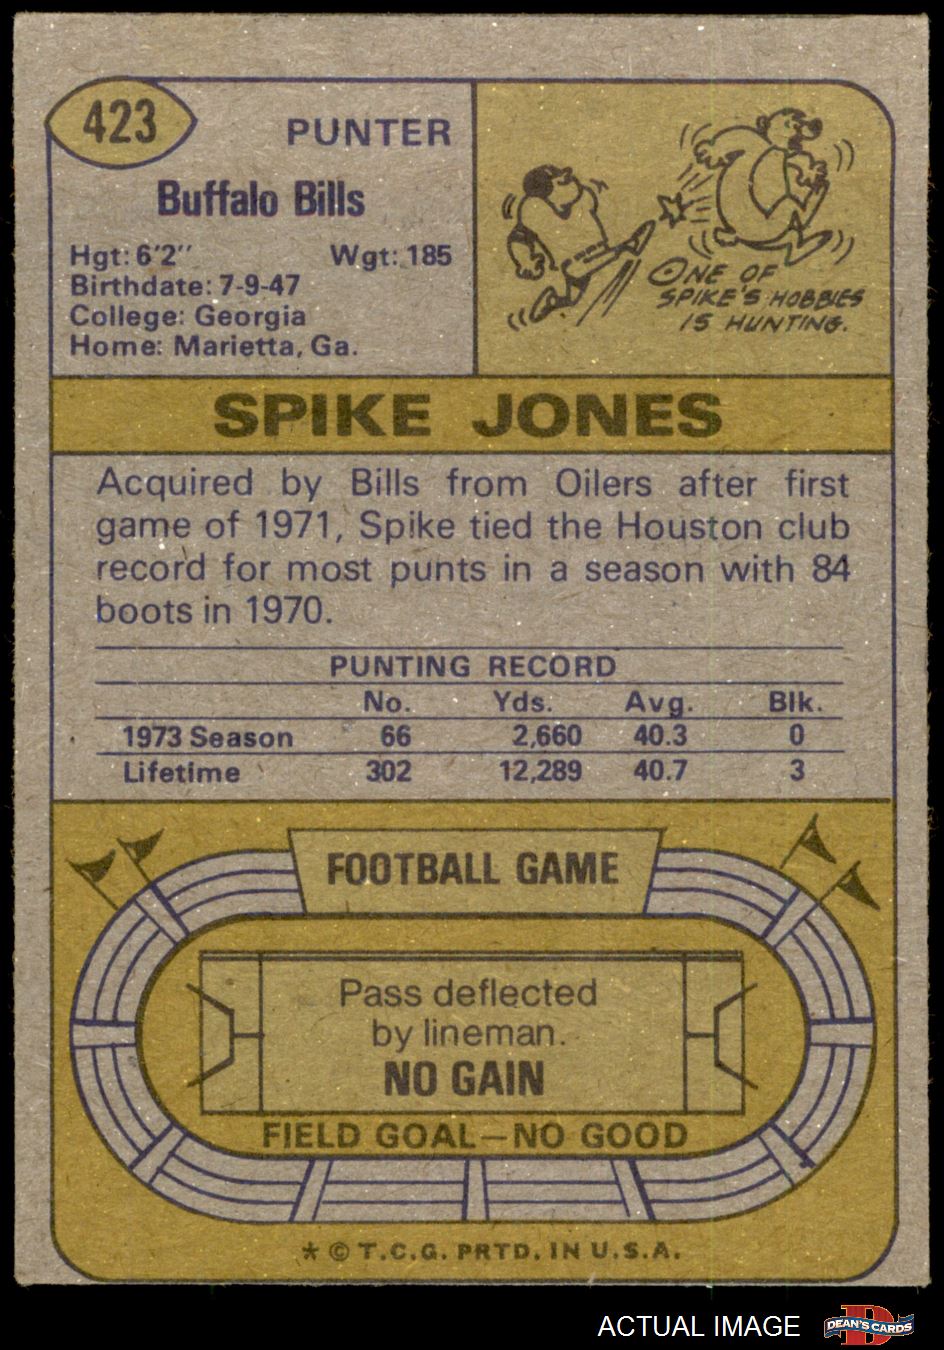 423
PUNTER
Buffalo Bills
Hgt: 6'2'' Wgt: 185
Birthdate: 7-9-47
College: Georgia
Home: Marietta, Ga.
ONE OF
SPIKE'S HOBBIES
IS HUNTING.
SPIKE JONES
Acquired by Bills from Oilers after first
game of 1971, Spike tied the Houston club
record for most punts in a season with 84
boots in 1970.
PUNTING RECORD
No. Yds. Avg. Blk.
1973 Season 66 2,660 40.3 0
Lifetime 302 12,289 40.7 3
FOOTBALL GAME
Pass deflected
by lineman.
NO GAIN
FIELD GOAL—NO GOOD
* © T.C.G. PRTD. IN U.S.A.
ACTUAL IMAGE
D
DEAN'S CARDS